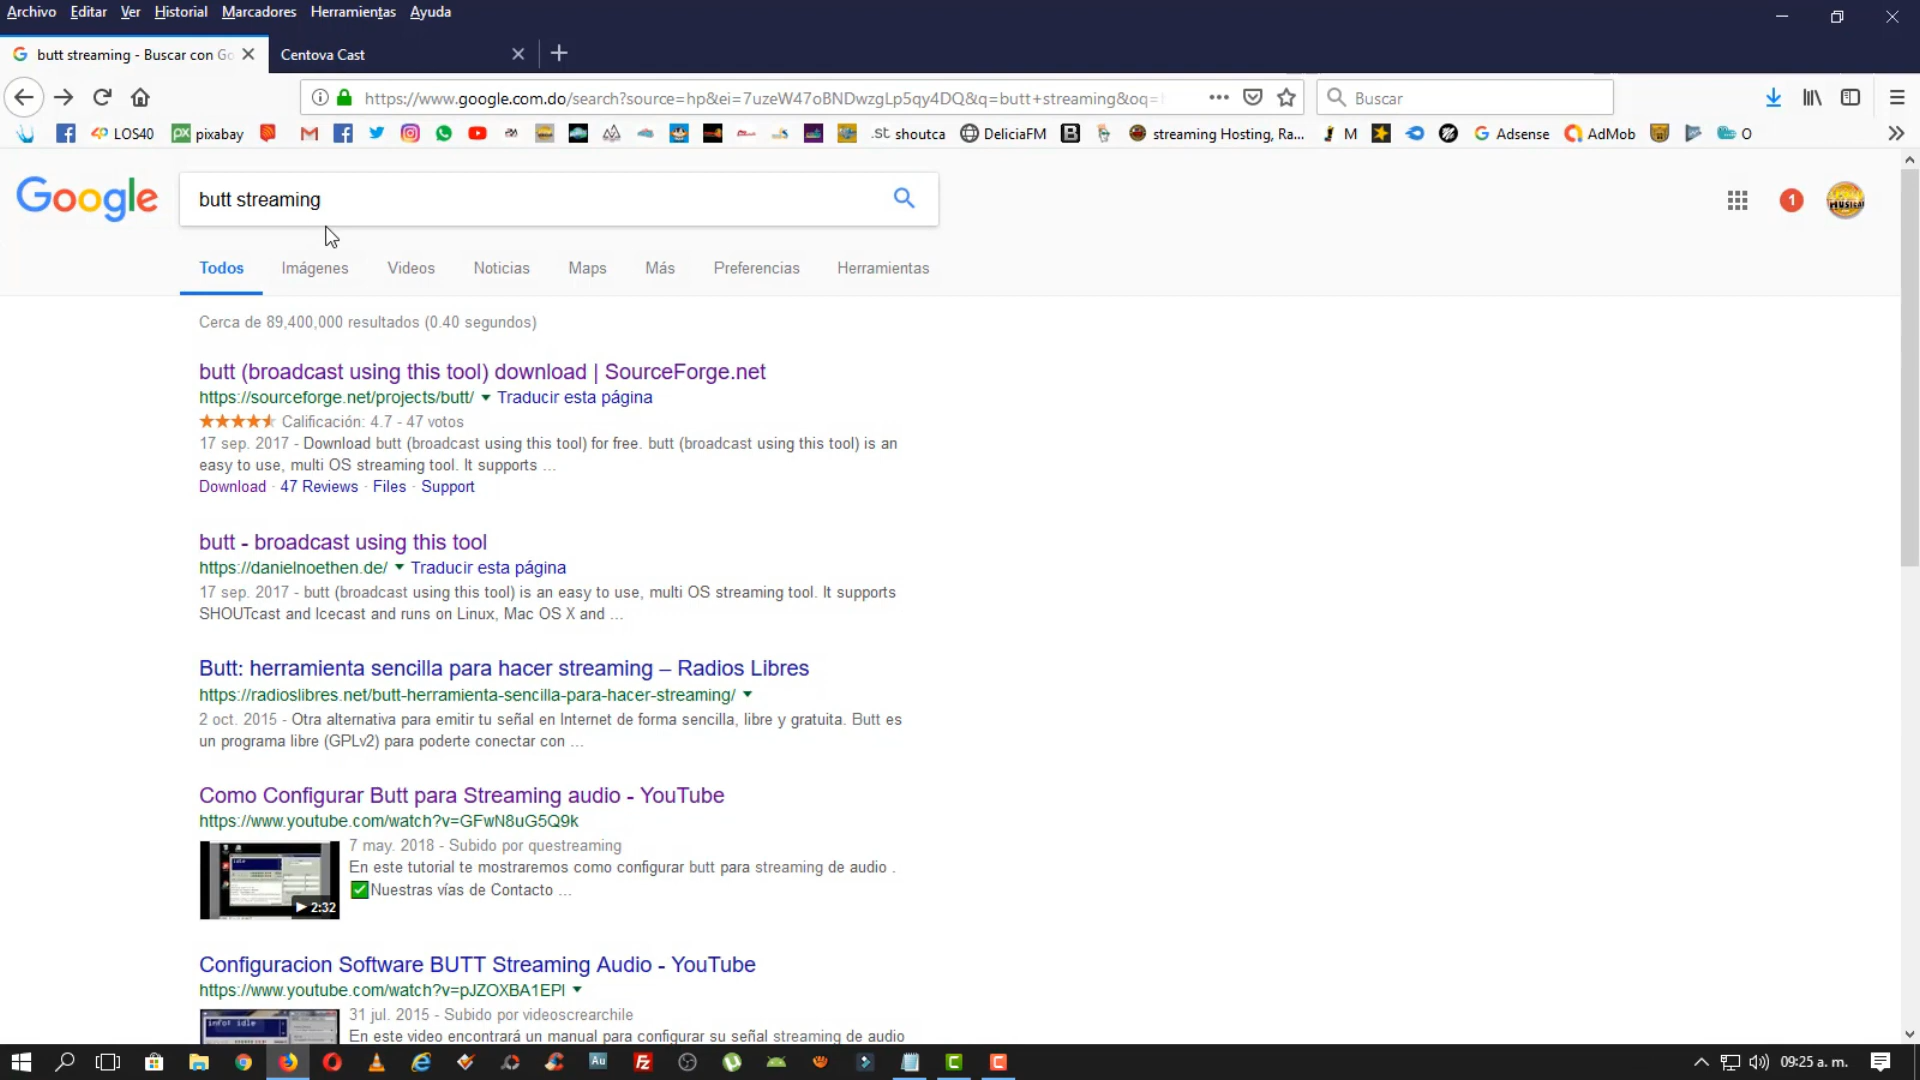 Archivo Editar Ver Historial Marcadores Herramientas Ayuda
butt streaming - Buscar con Go
Centova Cast
https://www.google.com.do/search?source=hp&ei=7uzeW47oBNDwzgLp5qy4DQ&q=butt+streaming&oq=
Buscar
LOS40 pixabay .st shoutca DeliciaFM streaming Hosting, Ra... M Adsense AdMob O
Google
butt streaming
1
Todos Imágenes Videos Noticias Maps Más Preferencias Herramientas
Cerca de 89,400,000 resultados (0.40 segundos)
butt (broadcast using this tool) download | SourceForge.net
https://sourceforge.net/projects/butt/ Traducir esta página
Calificación: 4.7 - 47 votos
17 sep. 2017 - Download butt (broadcast using this tool) for free. butt (broadcast using this tool) is an
easy to use, multi OS streaming tool. It supports ...
Download · 47 Reviews · Files · Support
butt - broadcast using this tool
https://danielnoethen.de/ Traducir esta página
17 sep. 2017 - butt (broadcast using this tool) is an easy to use, multi OS streaming tool. It supports
SHOUTcast and Icecast and runs on Linux, Mac OS X and ...
Butt: herramienta sencilla para hacer streaming – Radios Libres
https://radioslibres.net/butt-herramienta-sencilla-para-hacer-streaming/
2 oct. 2015 - Otra alternativa para emitir tu señal en Internet de forma sencilla, libre y gratuita. Butt es
un programa libre (GPLv2) para poderte conectar con ...
Como Configurar Butt para Streaming audio - YouTube
https://www.youtube.com/watch?v=GFwN8uG5Q9k
7 may. 2018 - Subido por questreaming
En este tutorial te mostraremos como configurar butt para streaming de audio .
Nuestras vías de Contacto ...
2:32
Configuracion Software BUTT Streaming Audio - YouTube
https://www.youtube.com/watch?v=pJZOXBA1EPI
31 jul. 2015 - Subido por videoscrearchile
En este video encontrará un manual para configurar su señal streaming de audio
09:25 a. m.